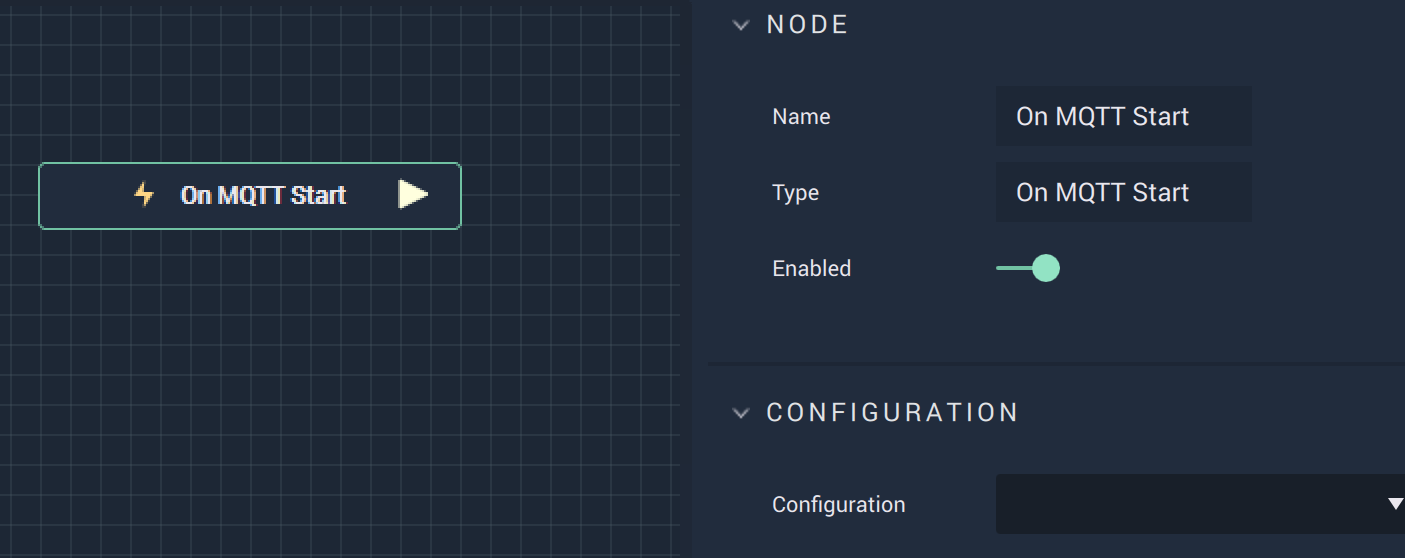 On MQTT Start
NODE
Name
On MQTT Start
Type
On MQTT Start
Enabled
CONFIGURATION
Configuration